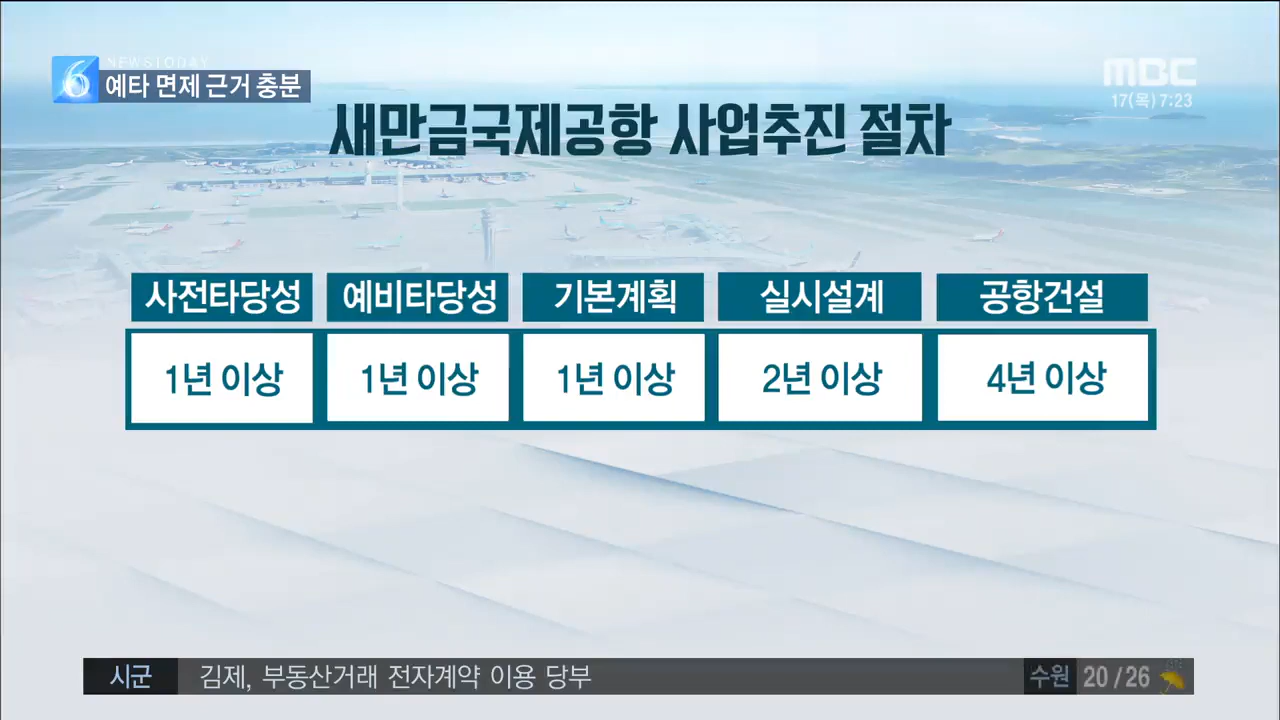 NEWSTODAY
6 예타 면제 근거 충분
MBC
17(목) 7:23
새만금국제공항 사업추진 절차
사전타당성 예비타당성 기본계획 실시설계 공항건설
1년 이상 1년 이상 1년 이상 2년 이상 4년 이상
시군 김제, 부동산거래 전자계약 이용 당부 수원 20/26